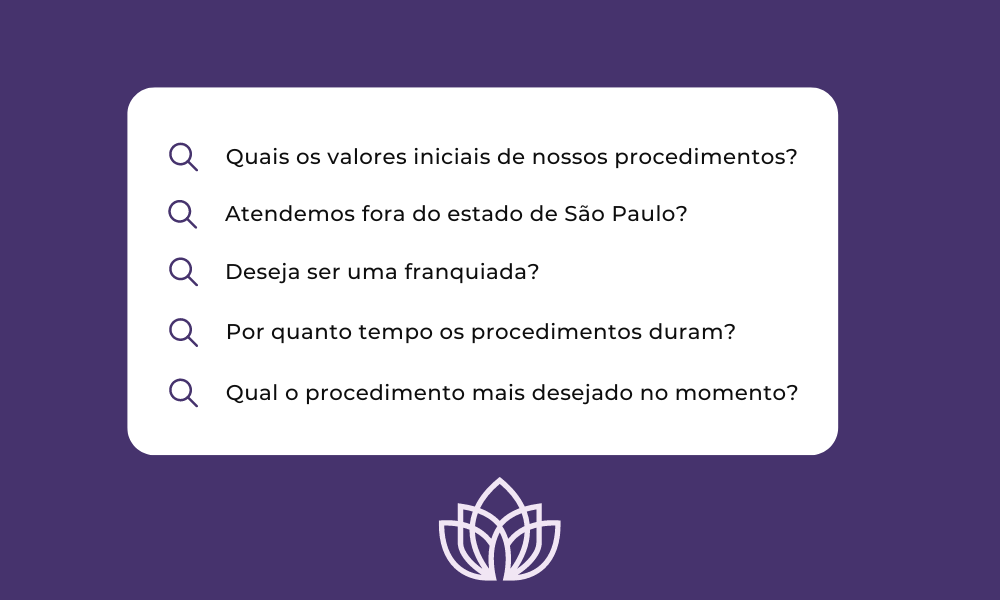 Quais os valores iniciais de nossos procedimentos?
Atendemos fora do estado de São Paulo?
Deseja ser uma franquiada?
Por quanto tempo os procedimentos duram?
Qual o procedimento mais desejado no momento?